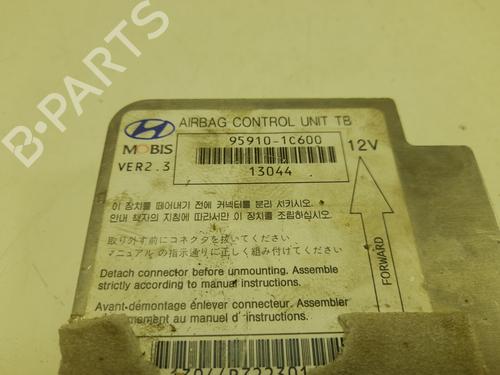 AIRBAG CONTROL UNIT TB
MOBIS
95910-1C600
12V
VER2.3
13044
이 장치를 떼어내기 전에 커넥터를 분리 시키시오.
안내 책자의 지침에 따라서만 이 장치를 조립하십시오.
取り外す前にコネクタを抜いてください
マニュアル の指示通りに正しく組み付けてください
FORWARD
Detach connector before unmounting. Assemble
strictly according to manual instructions.
Avant-démontage enlever connecteur. Assembler
au manuel d' instructions.